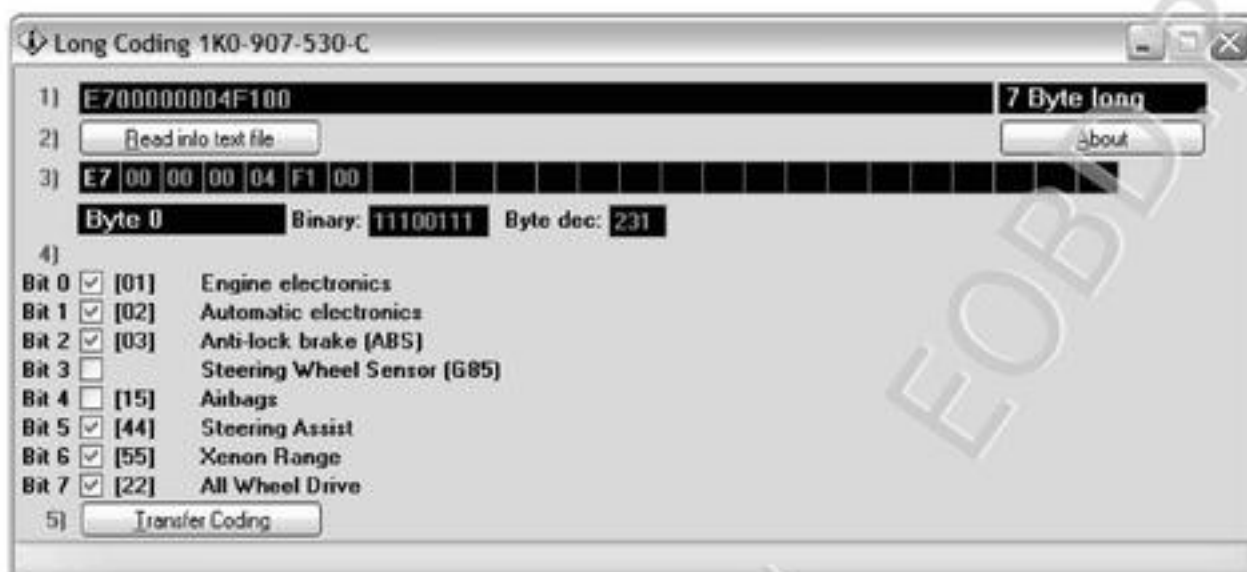 Long Coding 1K0-907-530-C
1) E700000004F100 7 Byte long
2) Read into text file About
3) E7 00 00 00 04 F1 00
Byte 0 Binary: 11100111 Byte dec: 231
4)
Bit 0 [01] Engine electronics
Bit 1 [02] Automatic electronics
Bit 2 [03] Anti-lock brake (ABS)
Bit 3 Steering Wheel Sensor (G85)
Bit 4 [15] Airbags
Bit 5 [44] Steering Assist
Bit 6 [55] Xenon Range
Bit 7 [22] All Wheel Drive
5) Transfer Coding
EOBD